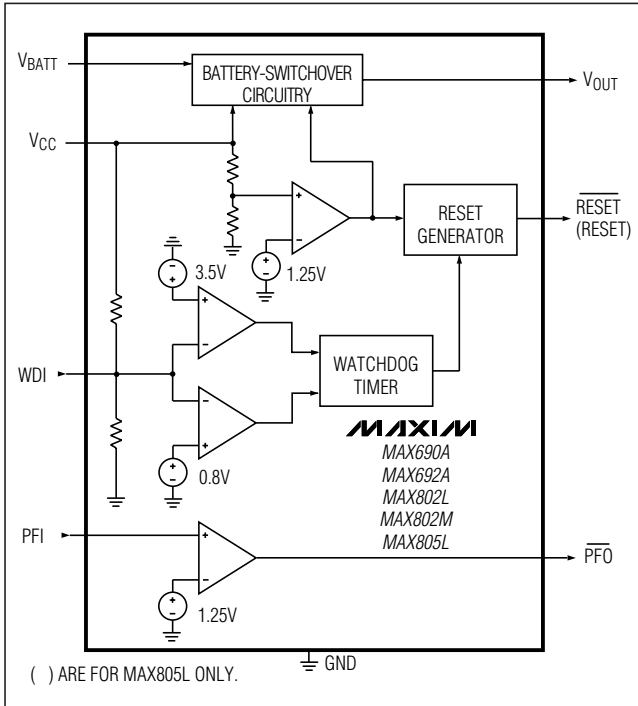 VBATT
BATTERY-SWITCHOVER
CIRCUITRY
VOUT
VCC
+
−
1.25V
+
−
RESET
GENERATOR
RESET
(RESET)
−
+
3.5V
+
−
WDI
WATCHDOG
TIMER
−
+
+
−
0.8V
MAXIM
MAX690A
MAX692A
MAX802L
MAX802M
MAX805L
PFI
+
−
PFO
+
−
1.25V
GND
( ) ARE FOR MAX805L ONLY.